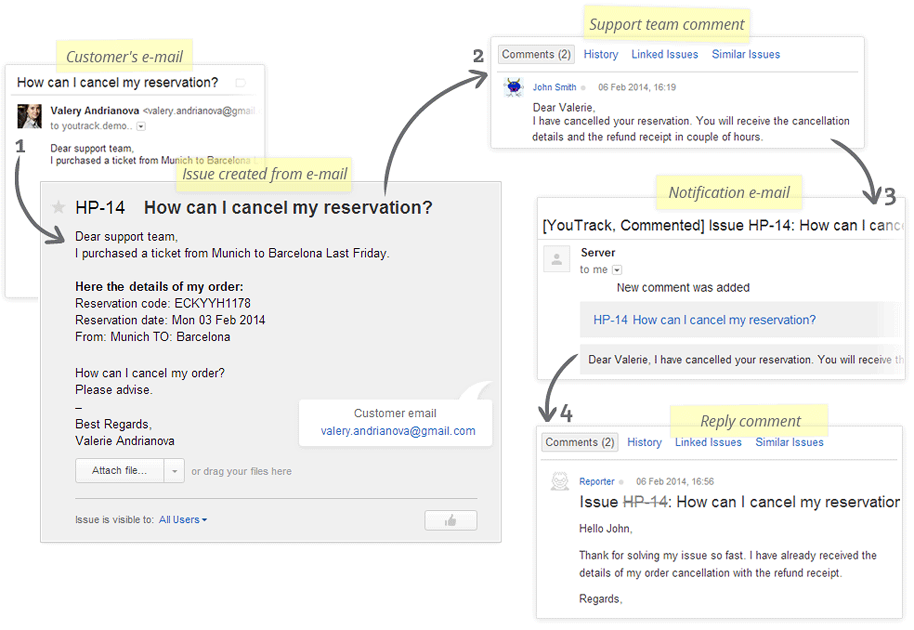 Customer's e-mail
How can I cancel my reservation?
Valery Andrianova <valery.andrianova@gmail
to youtrack.demo..
Dear support team,
I purchased a ticket from Munich to Barcelona L
1
Issue created from e-mail
HP-14 How can I cancel my reservation?
Dear support team,
I purchased a ticket from Munich to Barcelona Last Friday.
Here the details of my order:
Reservation code: ECKYYH1178
Reservation date: Mon 03 Feb 2014
From: Munich TO: Barcelona
How can I cancel my order?
Please advise.
–
Best Regards,
Valerie Andrianova
Customer email
valery.andrianova@gmail.com
Attach file... or drag your files here
Issue is visible to: All Users
2
Support team comment
Comments (2) History Linked Issues Similar Issues
John Smith 06 Feb 2014, 16:19
Dear Valerie,
I have cancelled your reservation. You will receive the cancellation
details and the refund receipt in couple of hours.
3
Notification e-mail
[YouTrack, Commented] Issue HP-14: How can I canc
Server
to me
New comment was added
HP-14 How can I cancel my reservation?
Dear Valerie, I have cancelled your reservation. You will receive th
4
Reply comment
Comments (2) History Linked Issues Similar Issues
Reporter 06 Feb 2014, 16:56
Issue HP-14: How can I cancel my reservation
Hello John,
Thank for solving my issue so fast. I have already received the
details of my order cancellation with the refund receipt.
Regards,